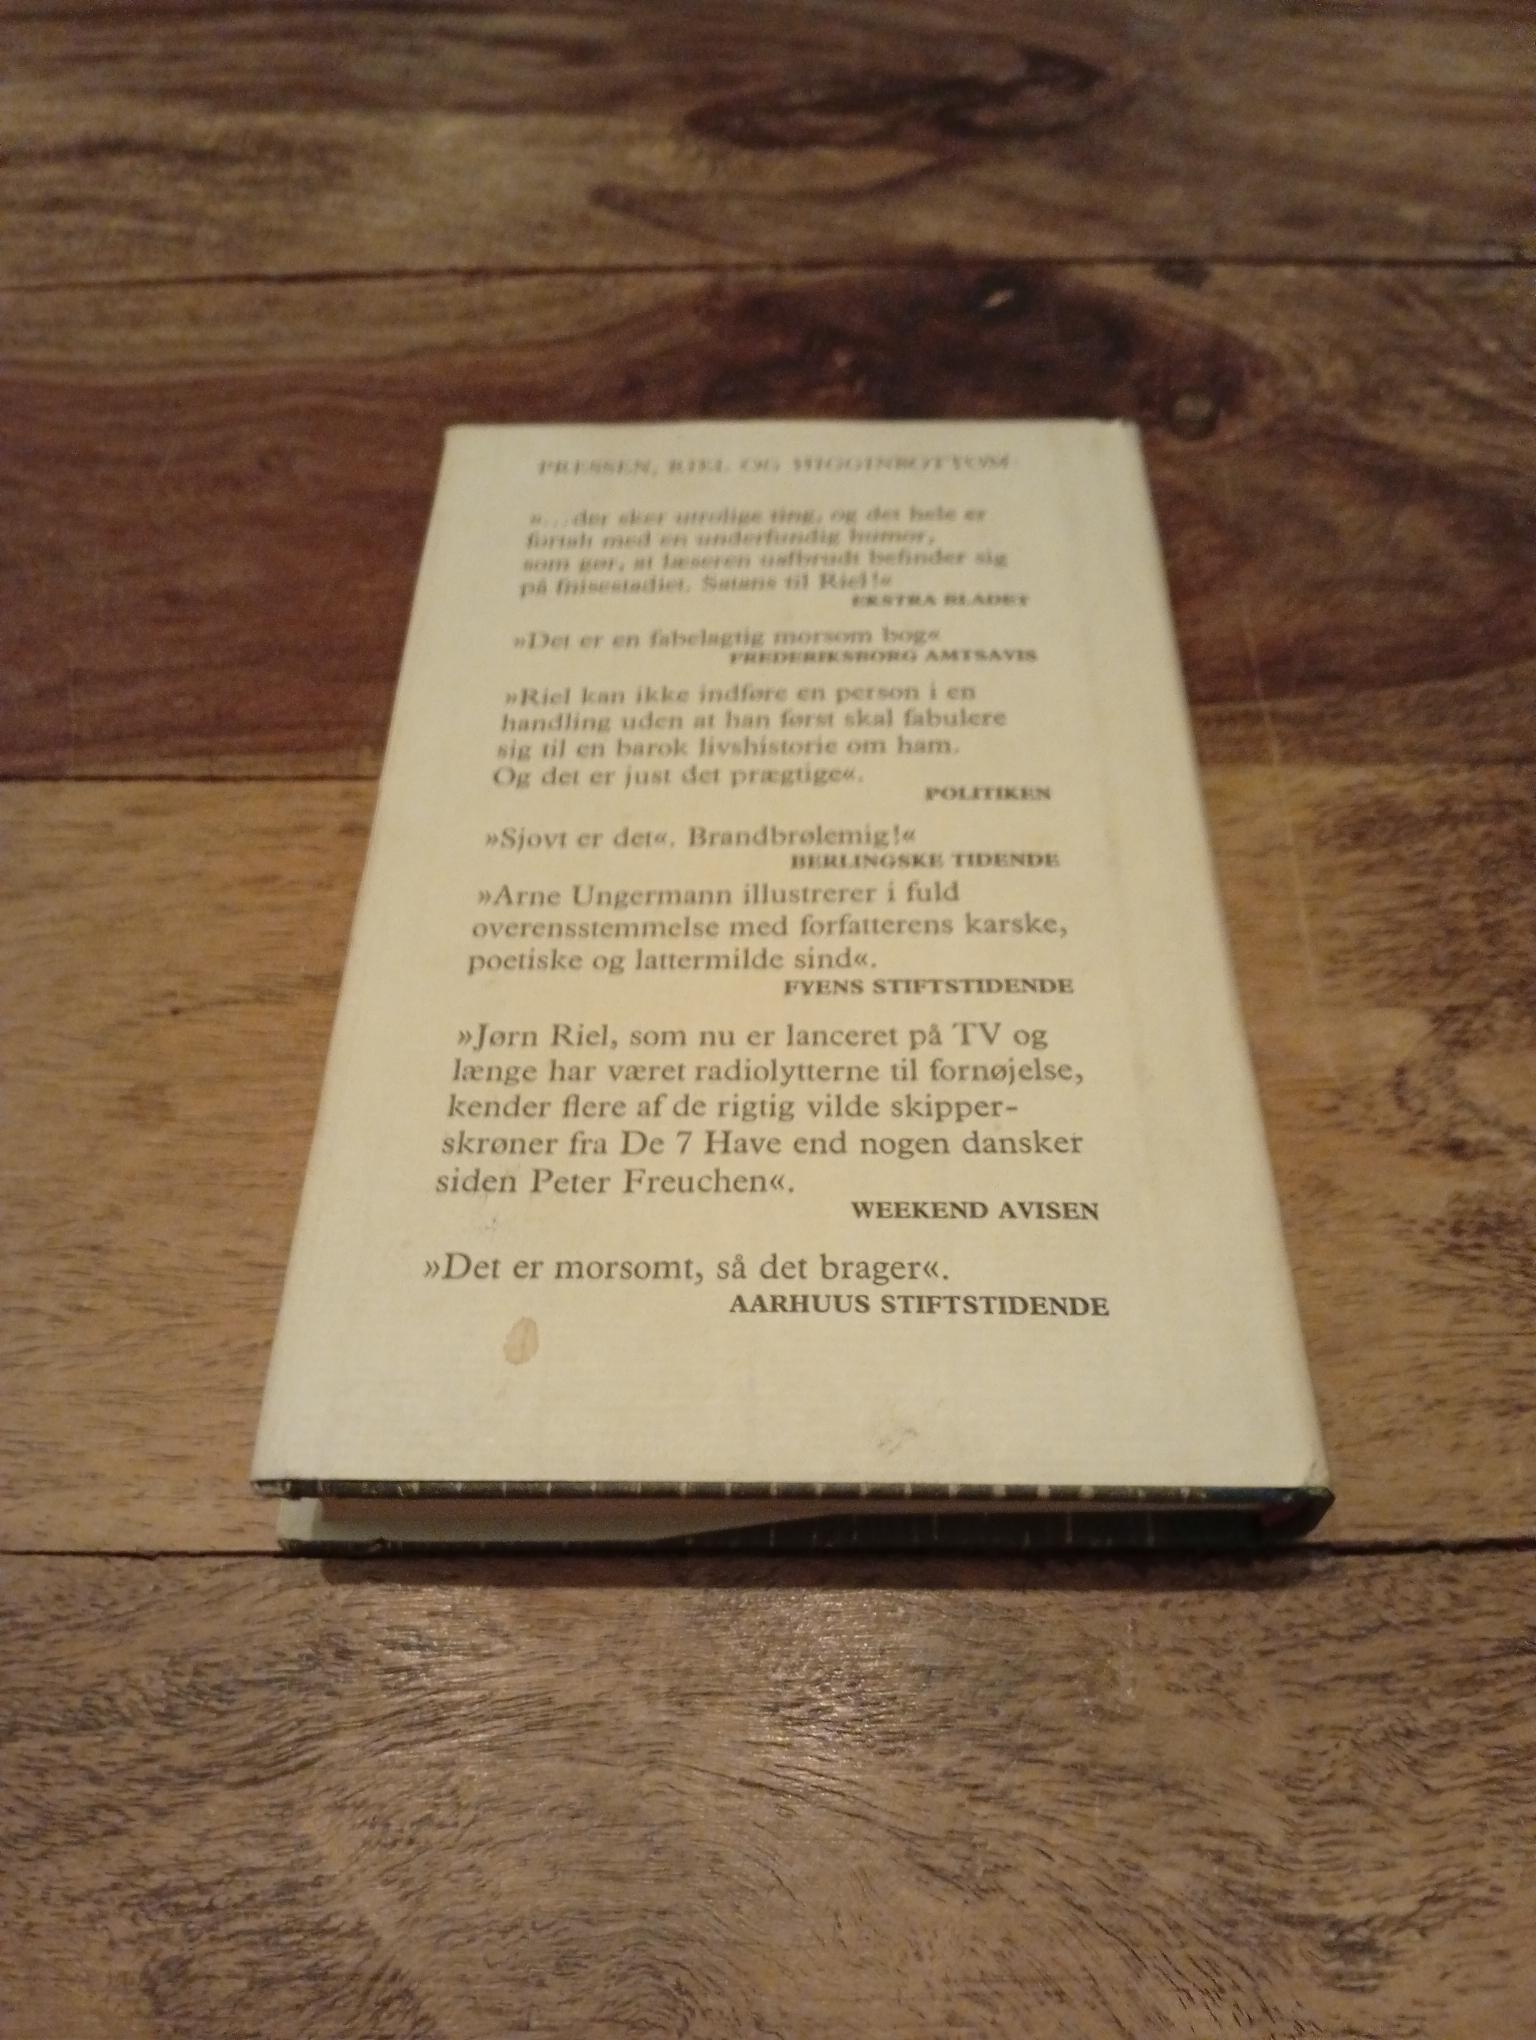 PRESSEN, RIEL OG HIGGINBOTTOM
»...der sker utrolige ting, og det hele er
fortalt med en underfundig humor,
som gør, at læseren uafbrudt befinder sig
på fnisestadiet. Satans til Riel!«
EKSTRA BLADET
»Det er en fabelagtig morsom bog«
FREDERIKSBORG AMTSAVIS
»Riel kan ikke indføre en person i en
handling uden at han først skal fabulere
sig til en barok livshistorie om ham.
Og det er just det prægtige«.
POLITIKEN
»Sjovt er det«. Brandbrølemig!«
BERLINGSKE TIDENDE
»Arne Ungermann illustrerer i fuld
overensstemmelse med forfatterens karske,
poetiske og lattermilde sind«.
FYENS STIFTSTIDENDE
»Jørn Riel, som nu er lanceret på TV og
længe har været radiolytterne til fornøjelse,
kender flere af de rigtig vilde skipper-
skrøner fra De 7 Have end nogen dansker
siden Peter Freuchen«.
WEEKEND AVISEN
»Det er morsomt, så det brager«.
AARHUUS STIFTSTIDENDE